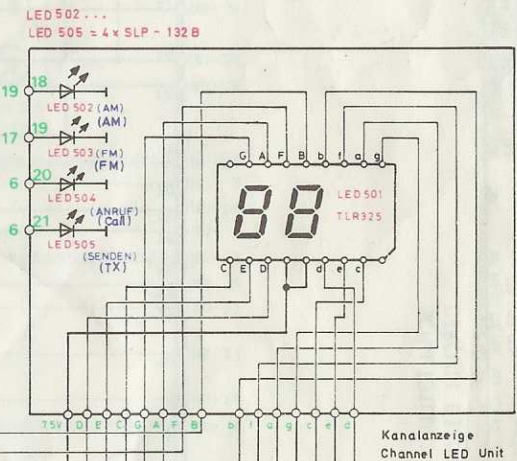 LED 502 ...
LED 505 = 4 x SLP - 132 B
19 18
LED 502 (AM)
(AM)
17 19
LED 503 (FM)
(FM)
6 20
LED 504
(ANRUF)
(Call)
6 21
LED 505
(SENDEN)
(TX)
G A F B b f a g
88
LED 501
TLR325
C E D d e c
7.5V D E C G A F B b f a g c e d
Kanalanzeige
Channel LED Unit